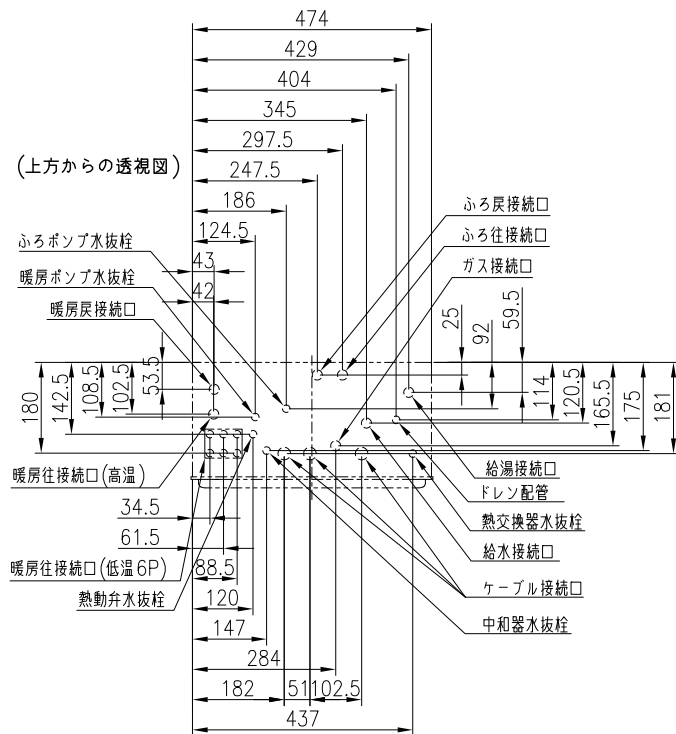 474
429
404
345
297.5
247.5
186
124.5
43
42
(上方からの透視図)
ふろポンプ水抜栓
暖房ポンプ水抜栓
暖房戻接続口
ふろ戻接続口
ふろ往接続口
ガス接続口
25
92
59.5
180
142.5
108.5
102.5
53.5
114
120.5
165.5
175
181
暖房往接続口(高温)
34.5
61.5
暖房往接続口(低温6P)
88.5
熱動弁水抜栓
120
147
284
182
51
102.5
437
給湯接続口
ドレン配管
熱交換器水抜栓
給水接続口
ケーブル接続口
中和器水抜栓